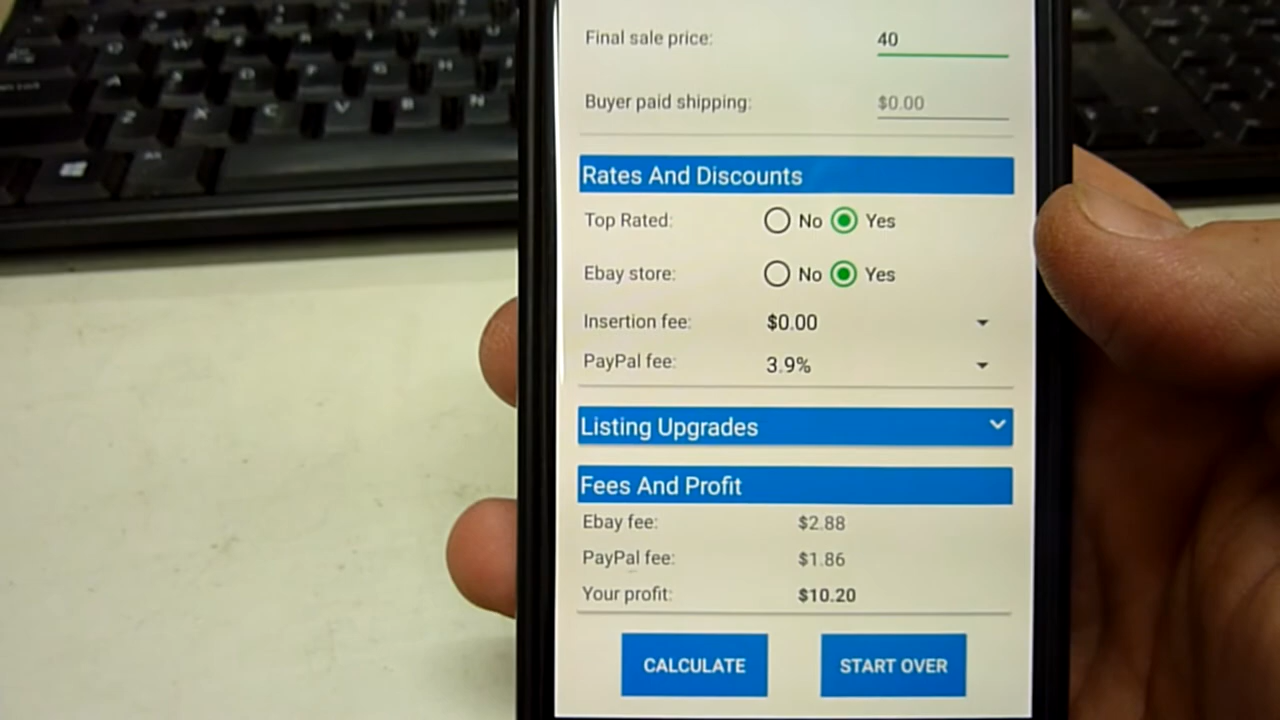 Final sale price: 40
Buyer paid shipping: $0.00
Rates And Discounts
Top Rated: No Yes
Ebay store: No Yes
Insertion fee: $0.00
PayPal fee: 3.9%
Listing Upgrades
Fees And Profit
Ebay fee: $2.88
PayPal fee: $1.86
Your profit: $10.20
CALCULATE START OVER
A
Z X C V B N